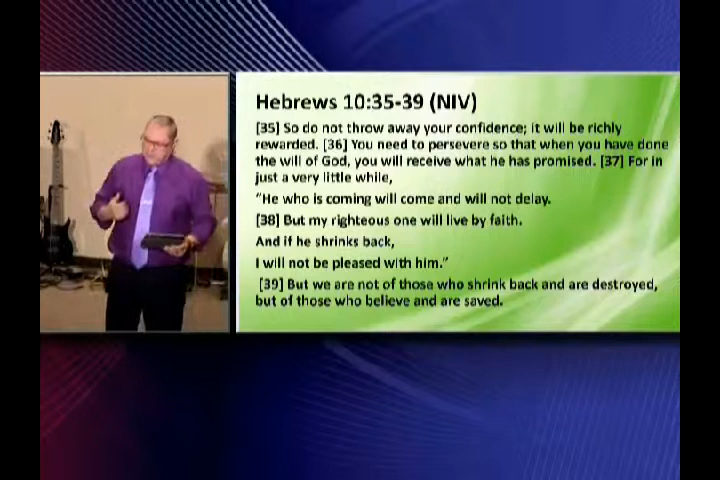 Hebrews 10:35-39 (NIV)
[35] So do not throw away your confidence; it will be richly
rewarded. [36] You need to persevere so that when you have done
the will of God, you will receive what he has promised. [37] For in
just a very little while,
“He who is coming will come and will not delay.
[38] But my righteous one will live by faith.
And if he shrinks back,
I will not be pleased with him.”
[39] But we are not of those who shrink back and are destroyed,
but of those who believe and are saved.